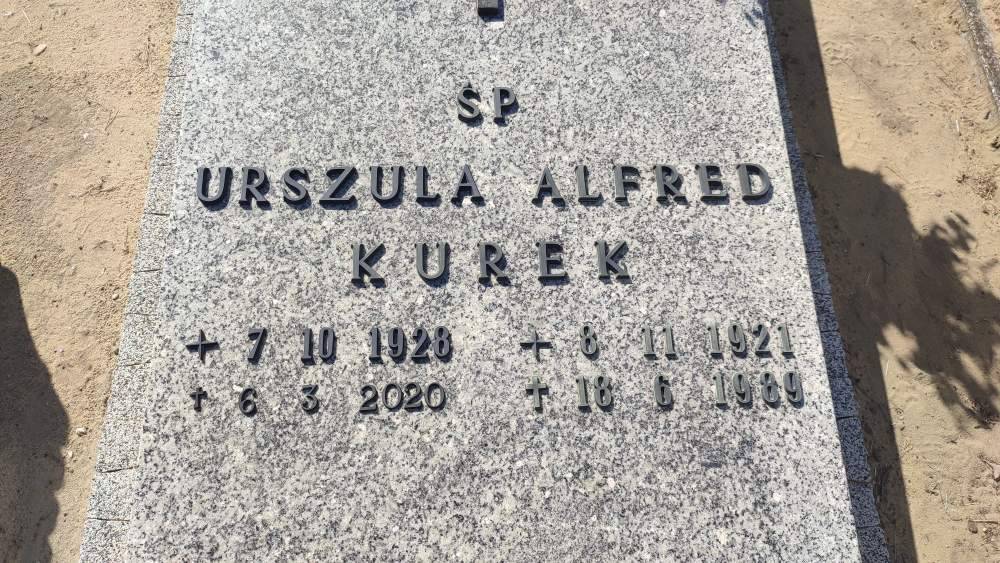 ŚP
URSZULA ALFRED
KUREK
7 10 1928 8 11 1921
6 3 2020 18 6 1989